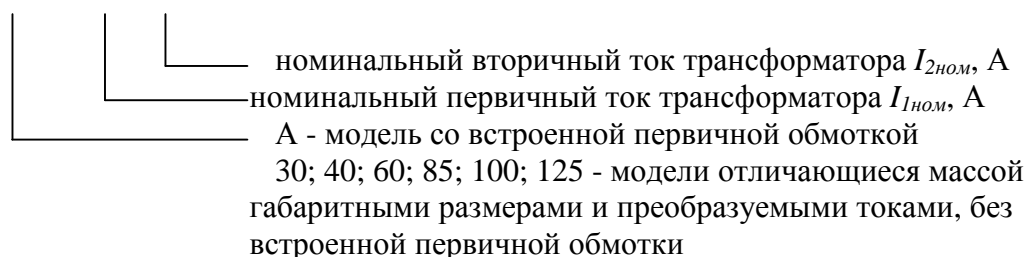 номинальный вторичный ток трансформатора I2ном, А
номинальный первичный ток трансформатора I1ном, А
А - модель со встроенной первичной обмоткой
30; 40; 60; 85; 100; 125 - модели отличающиеся массой
габаритными размерами и преобразуемыми токами, без
встроенной первичной обмотки